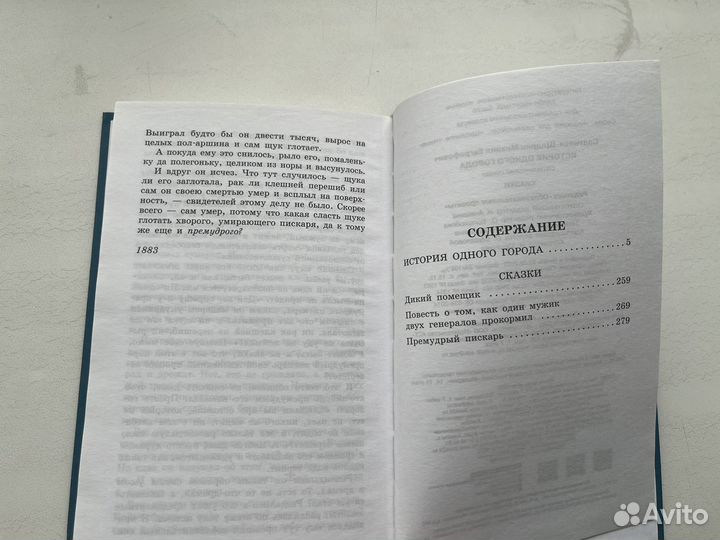 Выиграл будто бы он двести тысяч, вырос на
целых пол-аршина и сам щук глотает.
А покуда ему это снилось, рыло его, помалень-
ку да полегоньку, целиком из норы и высунулось.
И вдруг он исчез. Что тут случилось — щука
ли его заглотала, рак ли клешней перешиб или
сам он своею смертью умер и всплыл на поверх-
ность, — свидетелей этому делу не было. Скорее
всего — сам умер, потому что какая сласть щуке
глотать хворого, умирающего пискаря, да к тому
же еще и премудрого?
1883
СОДЕРЖАНИЕ
ИСТОРИЯ ОДНОГО ГОРОДА ............ 5
СКАЗКИ
Дикий помещик .................. 259
Повесть о том, как один мужик
двух генералов прокормил ............ 269
Премудрый пискарь ............... 279
Avito